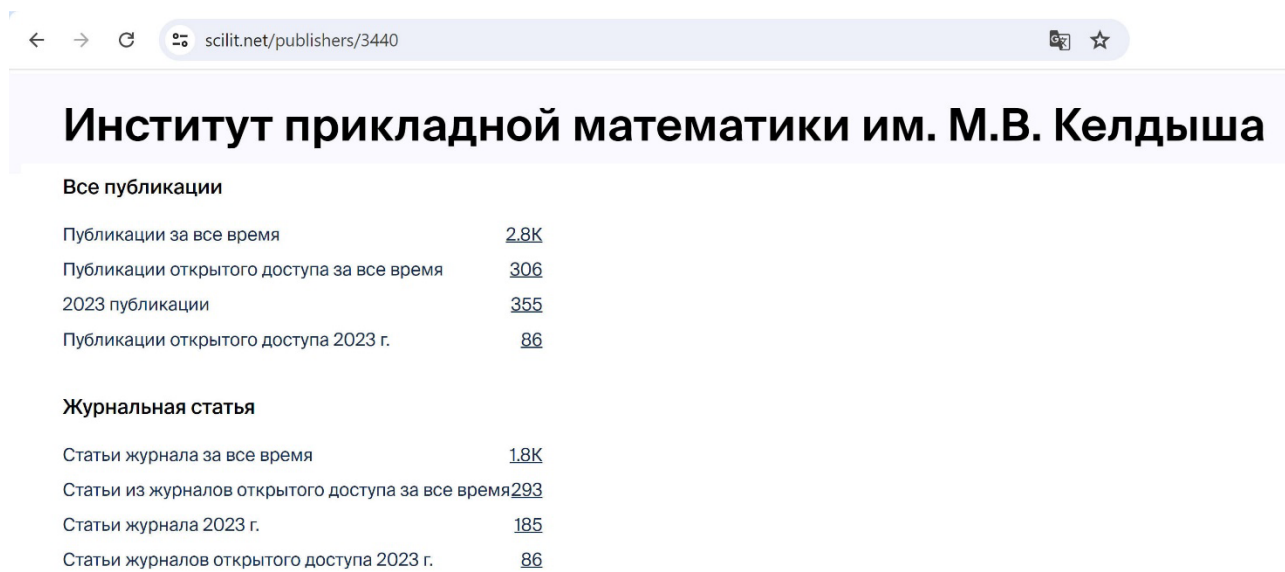 scilit.net/publishers/3440
Институт прикладной математики им. М.В. Келдыша
Все публикации
Публикации за все время 2.8K
Публикации открытого доступа за все время 306
2023 публикации 355
Публикации открытого доступа 2023 г. 86
Журнальная статья
Статьи журнала за все время 1.8K
Статьи из журналов открытого доступа за все время 293
Статьи журнала 2023 г. 185
Статьи журналов открытого доступа 2023 г. 86